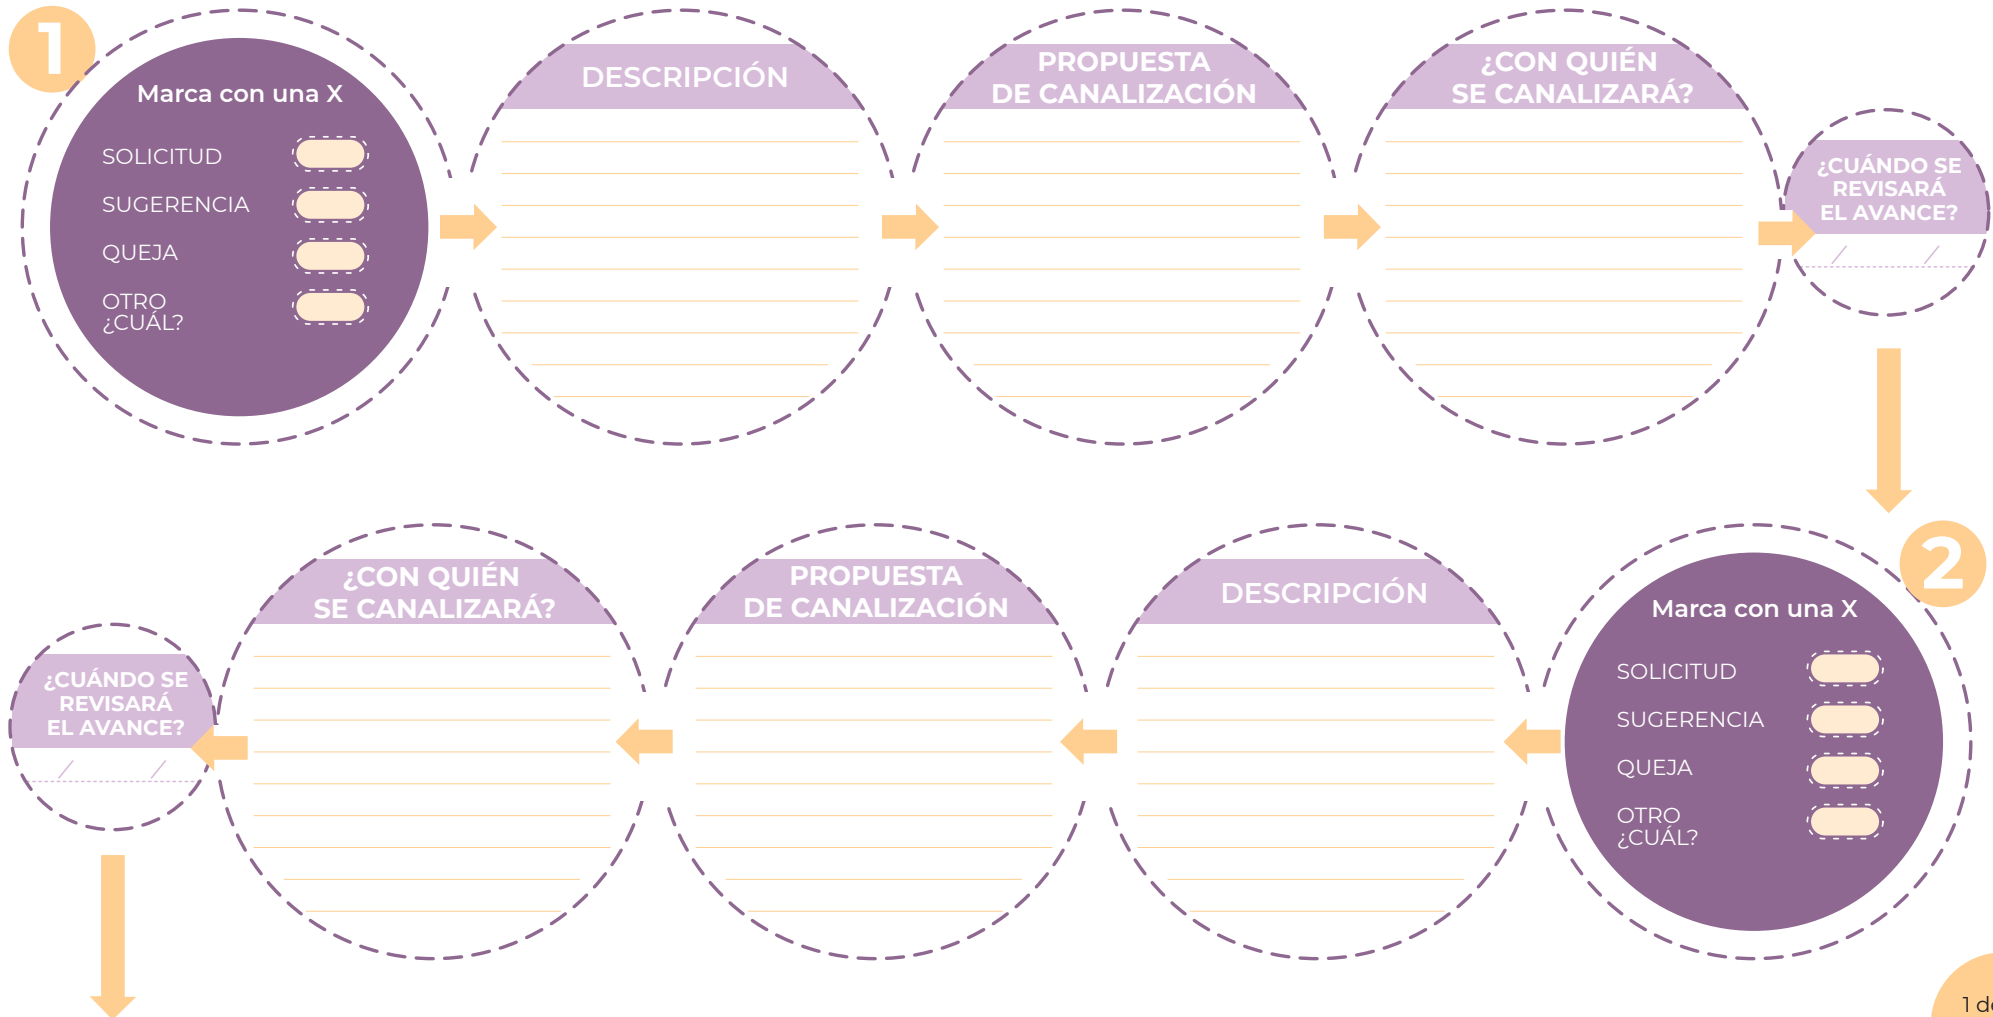 1
Marca con una X
SOLICITUD
SUGERENCIA
QUEJA
OTRO
¿CUÁL?
DESCRIPCIÓN
PROPUESTA
DE CANALIZACIÓN
¿CON QUIÉN
SE CANALIZARÁ?
¿CUÁNDO SE
REVISARÁ
EL AVANCE?
/ /
2
Marca con una X
SOLICITUD
SUGERENCIA
QUEJA
OTRO
¿CUÁL?
DESCRIPCIÓN
PROPUESTA
DE CANALIZACIÓN
¿CON QUIÉN
SE CANALIZARÁ?
¿CUÁNDO SE
REVISARÁ
EL AVANCE?
/ /
1 de